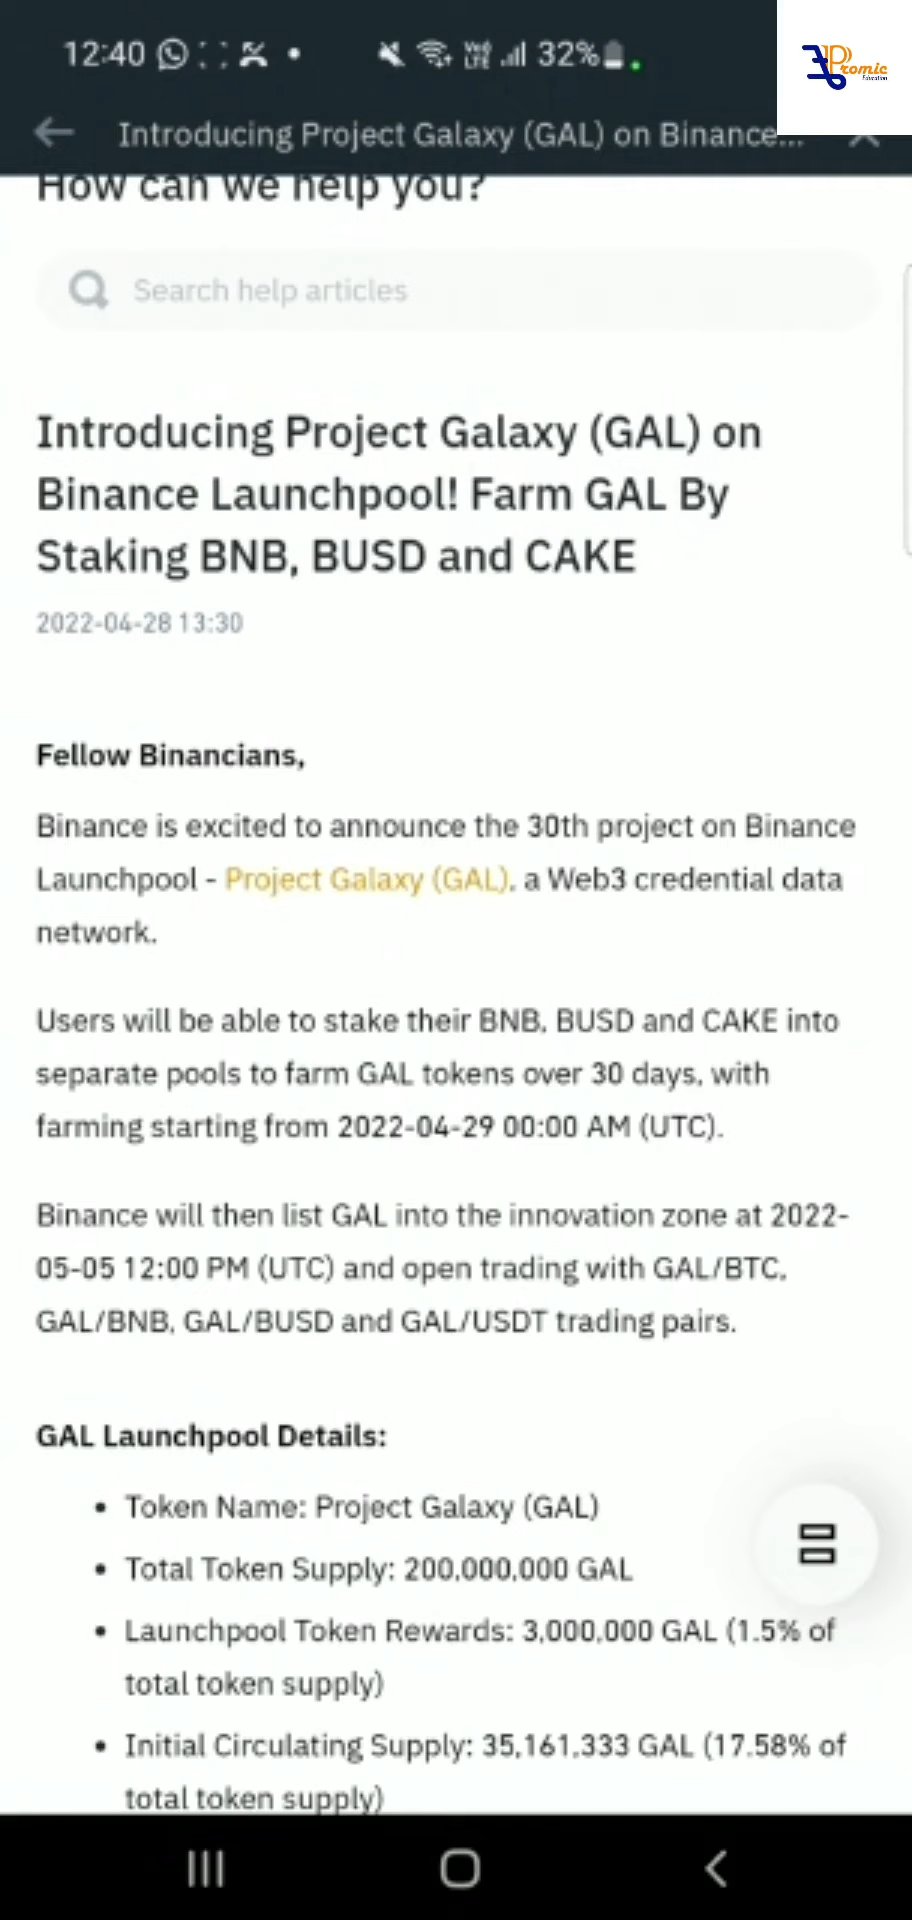 12:40
32%
Promic
Education
Introducing Project Galaxy (GAL) on Binance...
How can we help you?
Search help articles
Introducing Project Galaxy (GAL) on
Binance Launchpool! Farm GAL By
Staking BNB, BUSD and CAKE
2022-04-28 13:30
Fellow Binancians,
Binance is excited to announce the 30th project on Binance
Launchpool - Project Galaxy (GAL), a Web3 credential data
network.
Users will be able to stake their BNB, BUSD and CAKE into
separate pools to farm GAL tokens over 30 days, with
farming starting from 2022-04-29 00:00 AM (UTC).
Binance will then list GAL into the innovation zone at 2022-
05-05 12:00 PM (UTC) and open trading with GAL/BTC,
GAL/BNB, GAL/BUSD and GAL/USDT trading pairs.
GAL Launchpool Details:
• Token Name: Project Galaxy (GAL)
• Total Token Supply: 200,000,000 GAL
• Launchpool Token Rewards: 3,000,000 GAL (1.5% of
total token supply)
• Initial Circulating Supply: 35,161,333 GAL (17.58% of
total token supply)